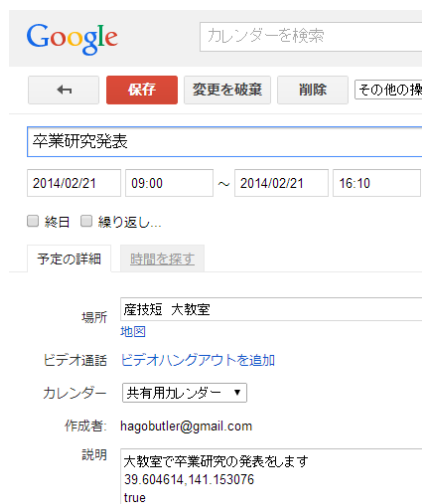 Google
カレンダーを検索
保存 変更を破棄 削除 その他の操
卒業研究発表
2014/02/21 09:00 ～ 2014/02/21 16:10
終日 繰り返し...
予定の詳細 時間を探す
場所 産技短 大教室
地図
ビデオ通話 ビデオハングアウトを追加
カレンダー 共有用カレンダー
作成者: hagobutler@gmail.com
説明 大教室で卒業研究の発表をします
39.604614,141.153076
true